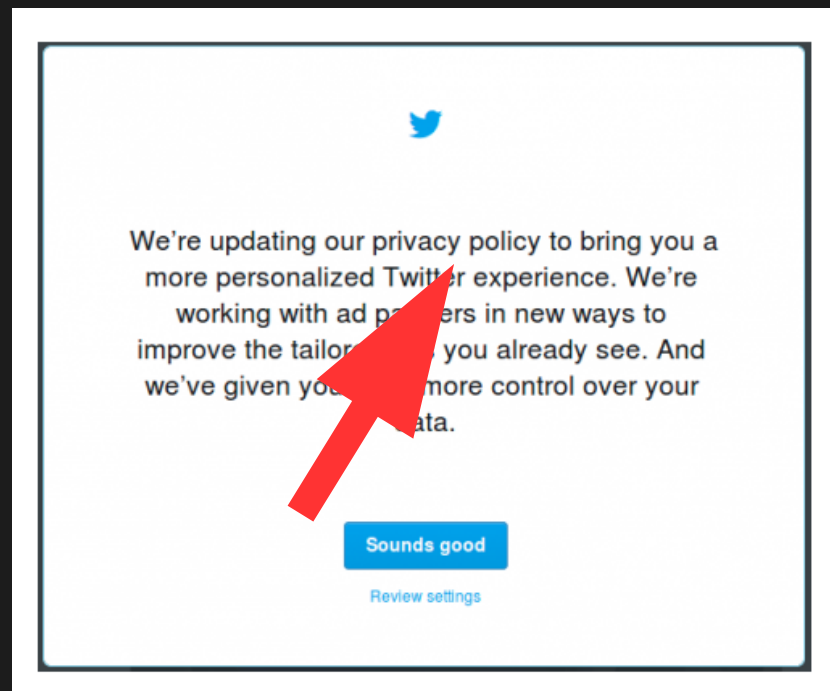 We’re updating our privacy policy to bring you a
more personalized Twitter experience. We’re
working with ad in new ways to
improve the you already see. And
we’ve given you more control over your
data.
Sounds good
Review settings